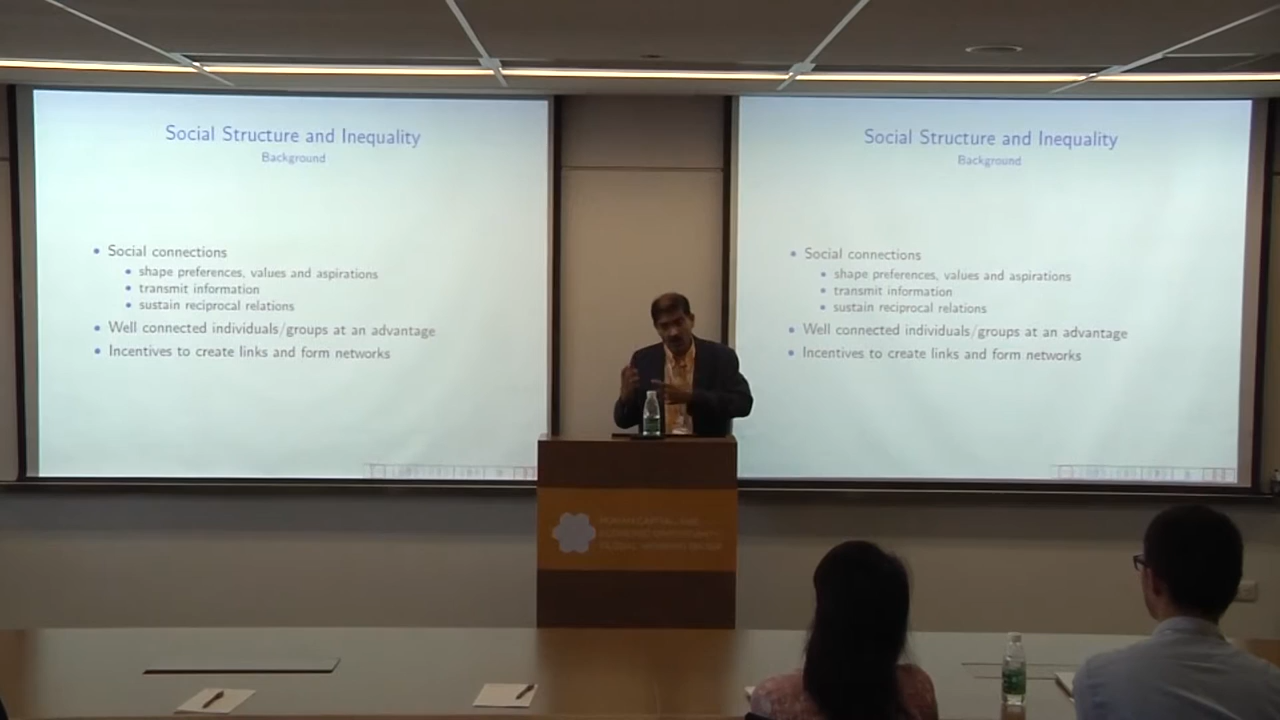 Social Structure and Inequality
Background
• Social connections
• shape preferences, values and aspirations
• transmit information
• sustain reciprocal relations
• Well connected individuals/groups at an advantage
• Incentives to create links and form networks
Social Structure and Inequality
Background
• Social connections
• shape preferences, values and aspirations
• transmit information
• sustain reciprocal relations
• Well connected individuals/groups at an advantage
• Incentives to create links and form networks